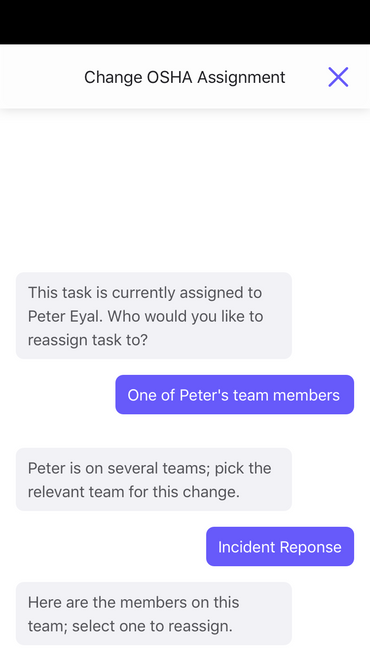 Change OSHA Assignment
This task is currently assigned to
Peter Eyal. Who would you like to
reassign task to?
One of Peter's team members
Peter is on several teams; pick the
relevant team for this change.
Incident Reponse
Here are the members on this
team; select one to reassign.